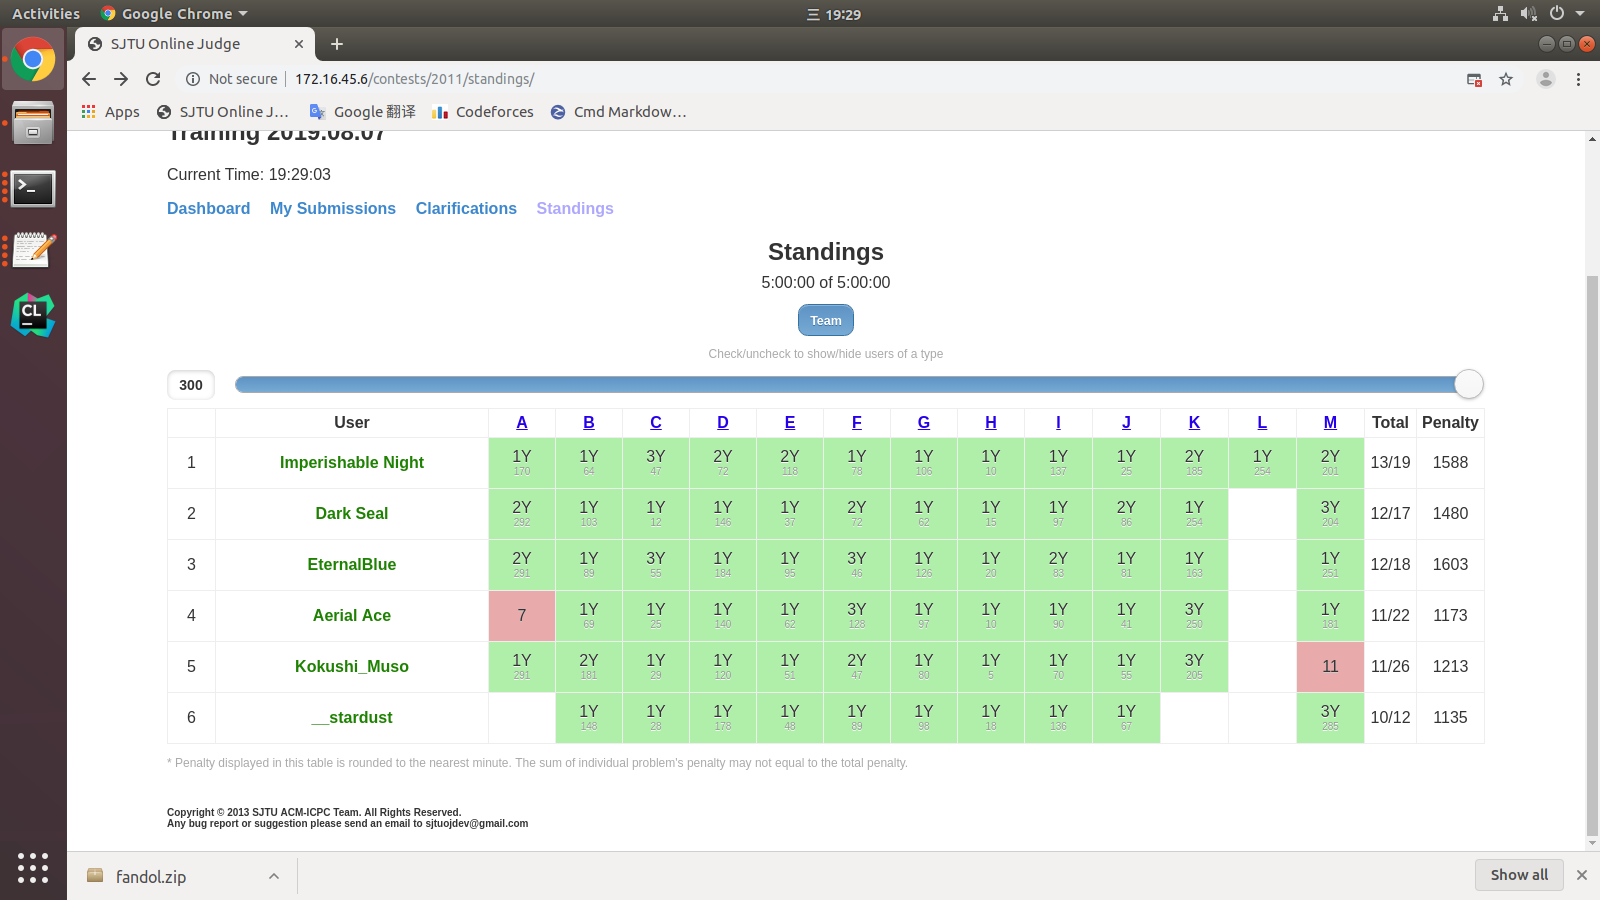 Activities Google Chrome 三 19:29
SJTU Online Judge
Not secure 172.16.45.6/contests/2011/standings/
Apps SJTU Online J… Google 翻译 Codeforces Cmd Markdow…
Training 2019.08.07
Current Time: 19:29:03
Dashboard My Submissions Clarifications Standings
Standings
5:00:00 of 5:00:00
Team
Check/uncheck to show/hide users of a type
300
User A B C D E F G H I J K L M Total Penalty
1 Imperishable Night 1Y 1Y 3Y 2Y 2Y 1Y 1Y 1Y 1Y 1Y 2Y 1Y 2Y 13/19 1588
170 64 47 72 118 78 106 10 137 25 185 254 201
2 Dark Seal 2Y 1Y 1Y 1Y 1Y 2Y 1Y 1Y 1Y 2Y 1Y 3Y 12/17 1480
292 103 12 146 37 72 62 15 97 86 254 204
3 EternalBlue 2Y 1Y 3Y 1Y 1Y 3Y 1Y 1Y 2Y 1Y 1Y 1Y 12/18 1603
291 89 55 184 95 46 126 20 83 81 163 251
4 Aerial Ace 7 1Y 1Y 1Y 1Y 3Y 1Y 1Y 1Y 1Y 3Y 1Y 11/22 1173
69 25 140 62 128 97 10 90 41 250 181
5 Kokushi_Muso 1Y 2Y 1Y 1Y 1Y 2Y 1Y 1Y 1Y 1Y 3Y 11 11/26 1213
291 181 29 120 51 47 80 5 70 55 205
6 __stardust 1Y 1Y 1Y 1Y 1Y 1Y 1Y 1Y 1Y 3Y 10/12 1135
148 28 178 48 89 98 18 136 67 285
* Penalty displayed in this table is rounded to the nearest minute. The sum of individual problem's penalty may not equal to the total penalty.
Copyright © 2013 SJTU ACM-ICPC Team. All Rights Reserved.
Any bug report or suggestion please send an email to sjtuojdev@gmail.com
CL
fandol.zip Show all